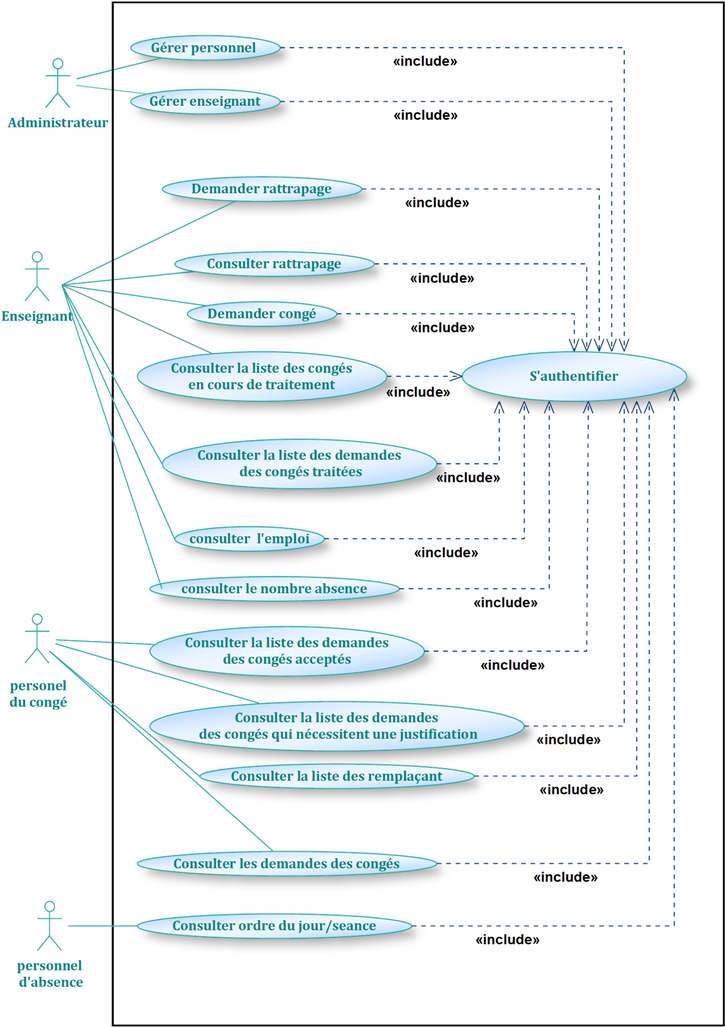 Gérer personnel
«include»
Administrateur
Gérer enseignant
«include»
Demander rattrapage
«include»
Consulter rattrapage
«include»
Enseignant
Demander congé
«include»
Consulter la liste des congés
en cours de traitement
«include»
S'authentifier
Consulter la liste des demandes
des congés traitées
«include»
consulter l'emploi
«include»
consulter le nombre absence
«include»
Consulter la liste des demandes
des congés acceptés
«include»
personel
du congé
Consulter la liste des demandes
des congés qui nécessitent une justification
«include»
Consulter la liste des remplaçant
«include»
Consulter les demandes des congés
«include»
Consulter ordre du jour/seance
«include»
personnel
d'absence